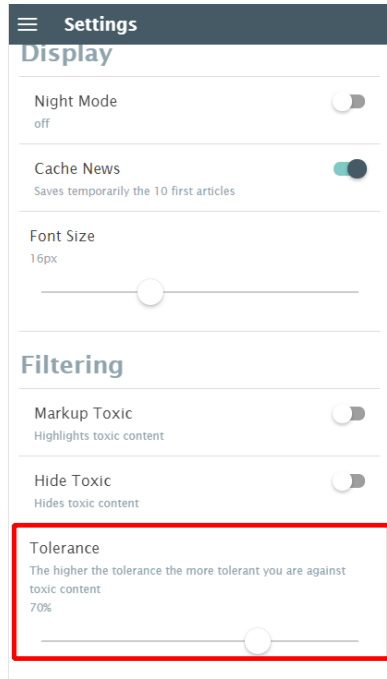 Settings
Display
Night Mode
off
Cache News
Saves temporarily the 10 first articles
Font Size
16px
Filtering
Markup Toxic
Highlights toxic content
Hide Toxic
Hides toxic content
Tolerance
The higher the tolerance the more tolerant you are against
toxic content
70%